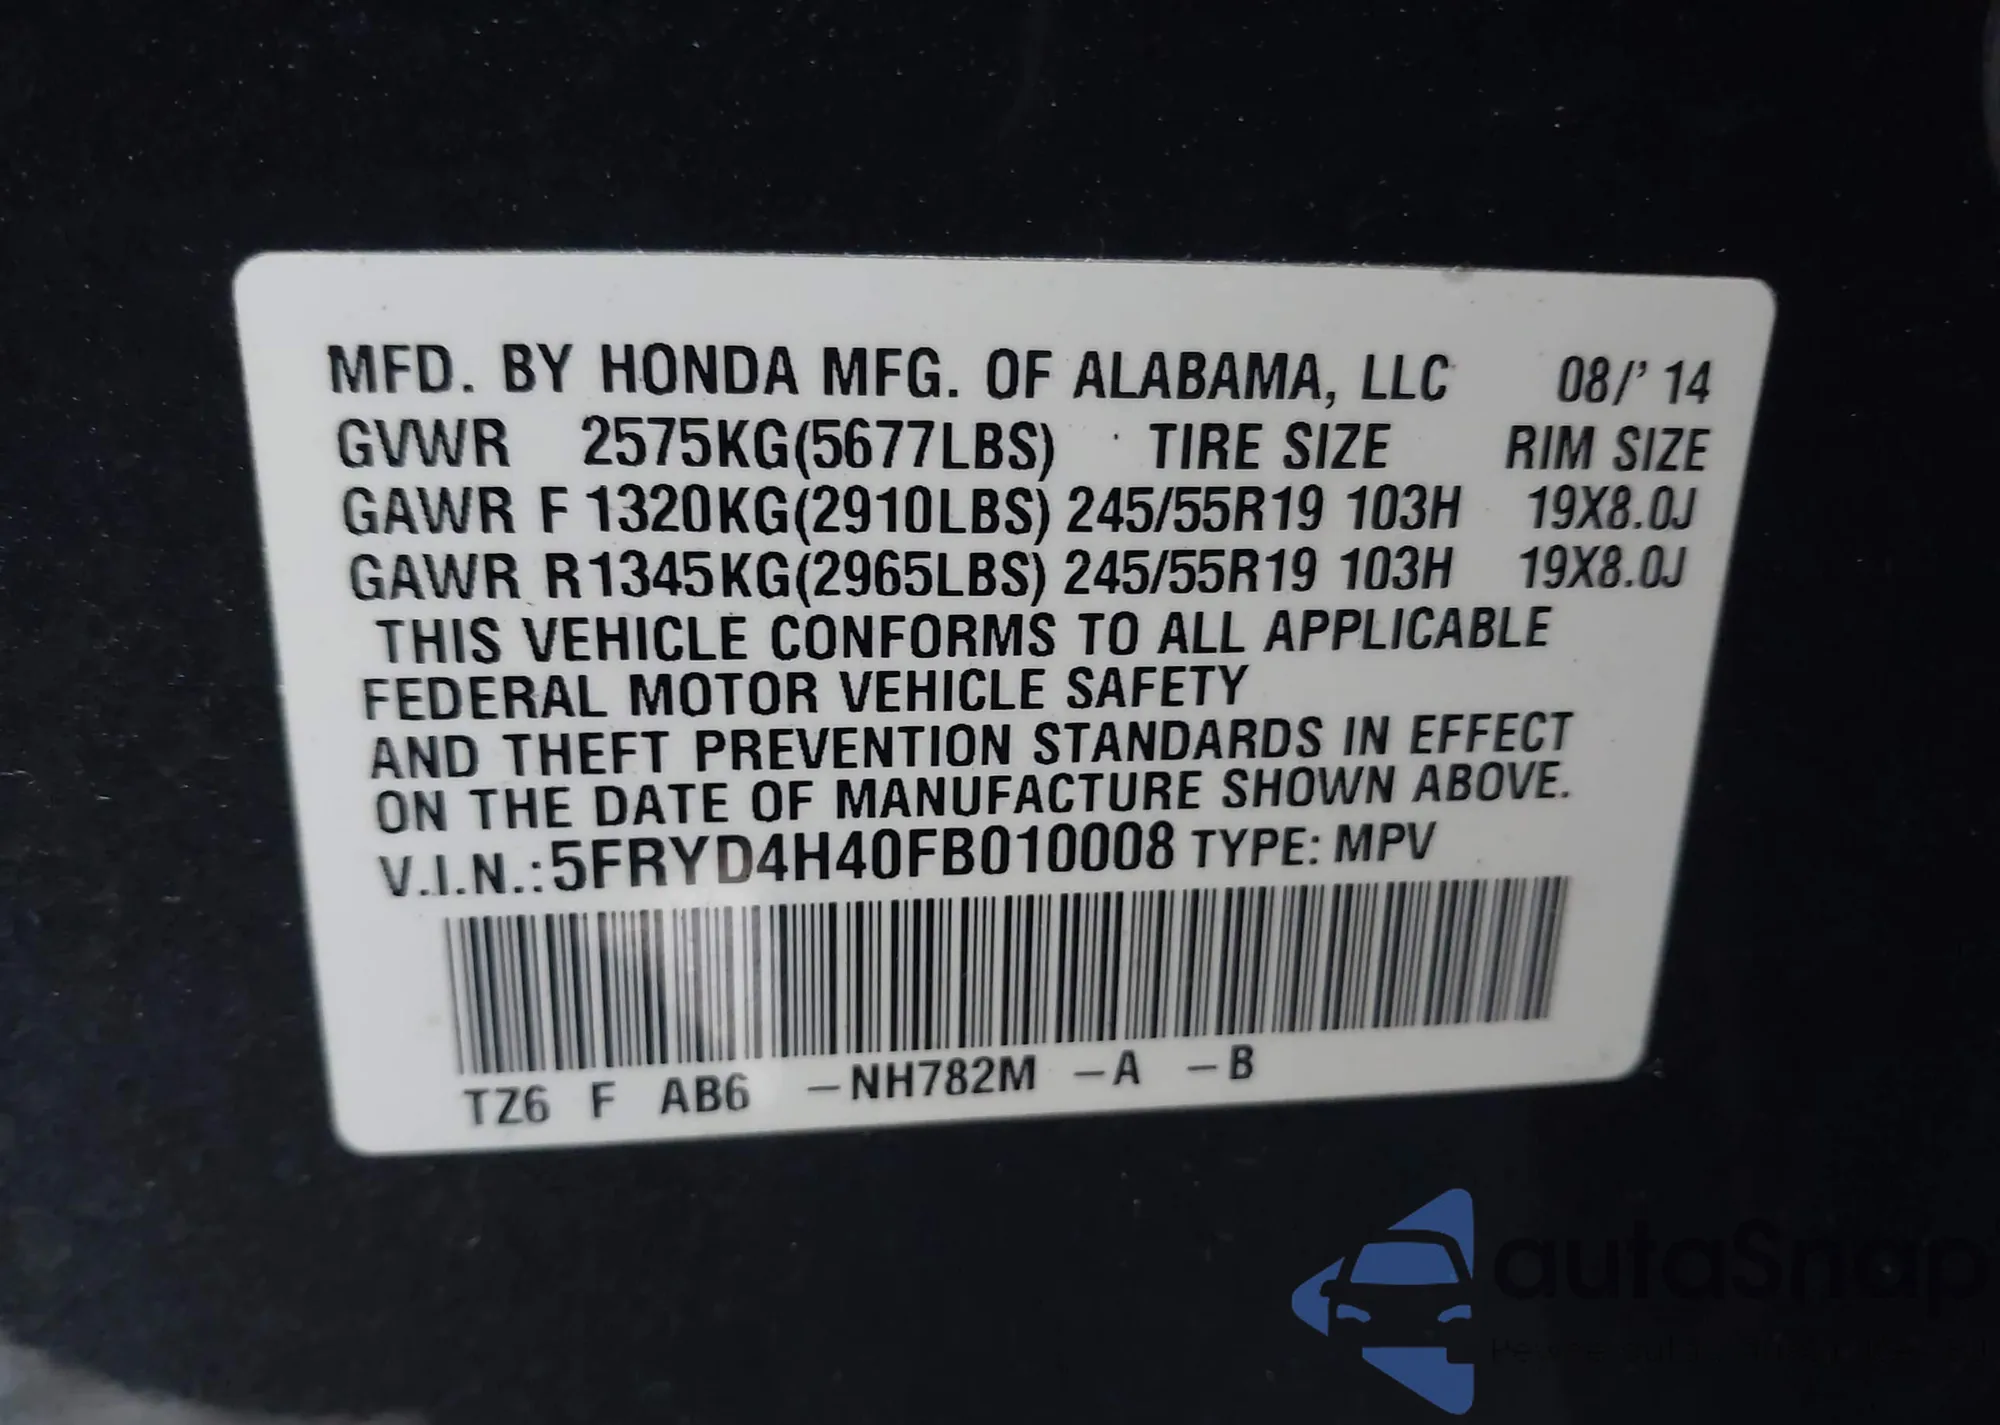 MFD. BY HONDA MFG. OF ALABAMA, LLC 08/' 14
GVWR 2575KG(5677LBS) TIRE SIZE RIM SIZE
GAWR F 1320KG(2910LBS) 245/55R19 103H 19X8.0J
GAWR R1345KG(2965LBS) 245/55R19 103H 19X8.0J
THIS VEHICLE CONFORMS TO ALL APPLICABLE
FEDERAL MOTOR VEHICLE SAFETY
AND THEFT PREVENTION STANDARDS IN EFFECT
ON THE DATE OF MANUFACTURE SHOWN ABOVE.
V.I.N.:5FRYD4H40FB010008 TYPE: MPV
TZ6 F AB6 –NH782M –A –B
autaSnap